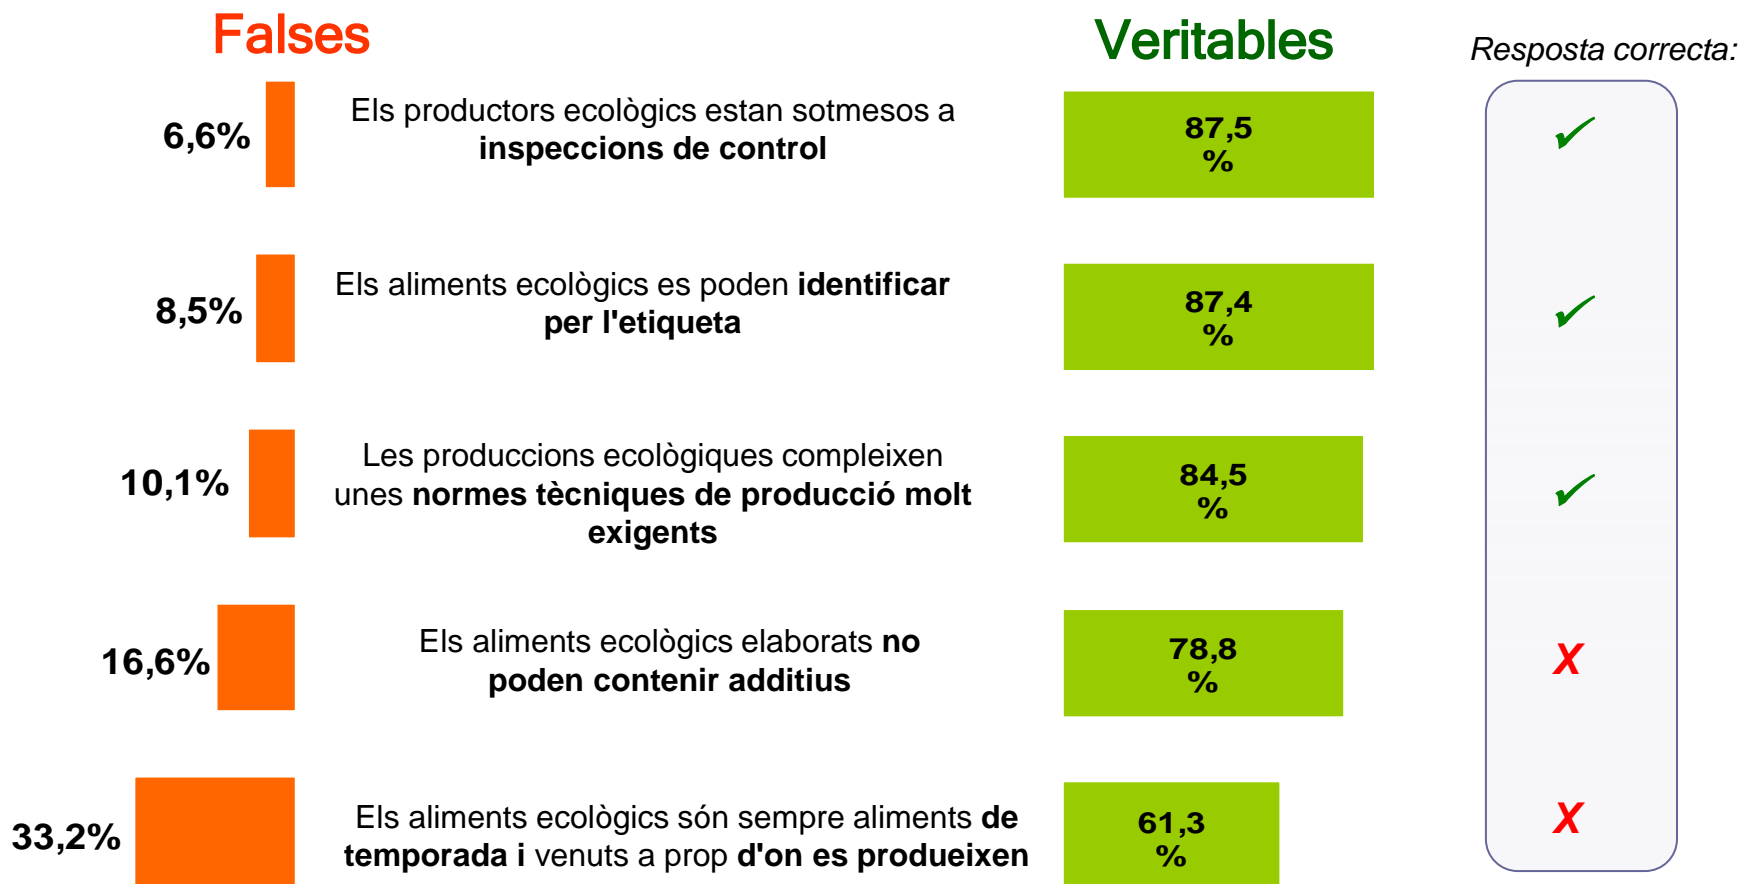 Falses
Veritables
Resposta correcta:
6,6%
Els productors ecològics estan sotmesos a
inspeccions de control
87,5
%
✓
8,5%
Els aliments ecològics es poden identificar
per l'etiqueta
87,4
%
✓
10,1%
Les produccions ecològiques compleixen
unes normes tècniques de producció molt
exigents
84,5
%
✓
16,6%
Els aliments ecològics elaborats no
poden contenir additius
78,8
%
X
33,2%
Els aliments ecològics són sempre aliments de
temporada i venuts a prop d'on es produeixen
61,3
%
X